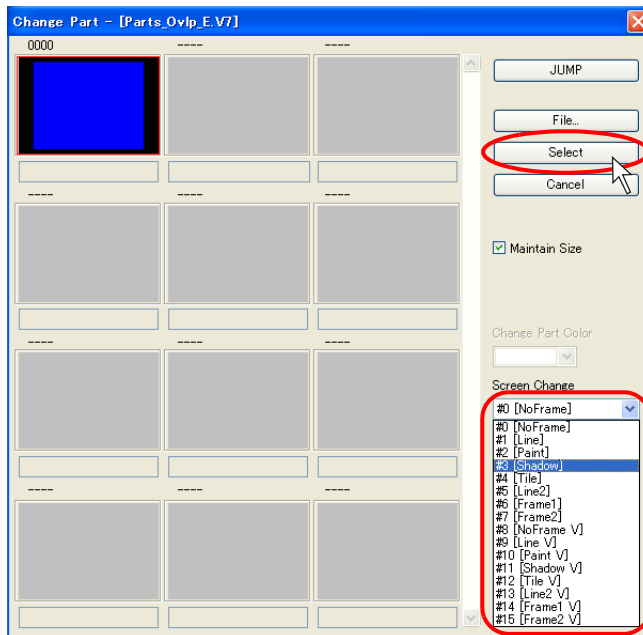 Change Part - [Parts_Ovlp_E.V7]
0000 ---- ----
JUMP
File...
Select
Cancel
---- ---- ----
Maintain Size
Change Part Color
---- ---- ----
Screen Change
#0 [NoFrame]
#0 [NoFrame]
#1 [Line]
#2 [Paint]
#3 [Shadow]
#4 [Tile]
#5 [Line2]
#6 [Frame1]
#7 [Frame2]
#8 [NoFrame V]
#9 [Line V]
#10 [Paint V]
#11 [Shadow V]
#12 [Tile V]
#13 [Line2 V]
#14 [Frame1 V]
#15 [Frame2 V]
---- ---- ----